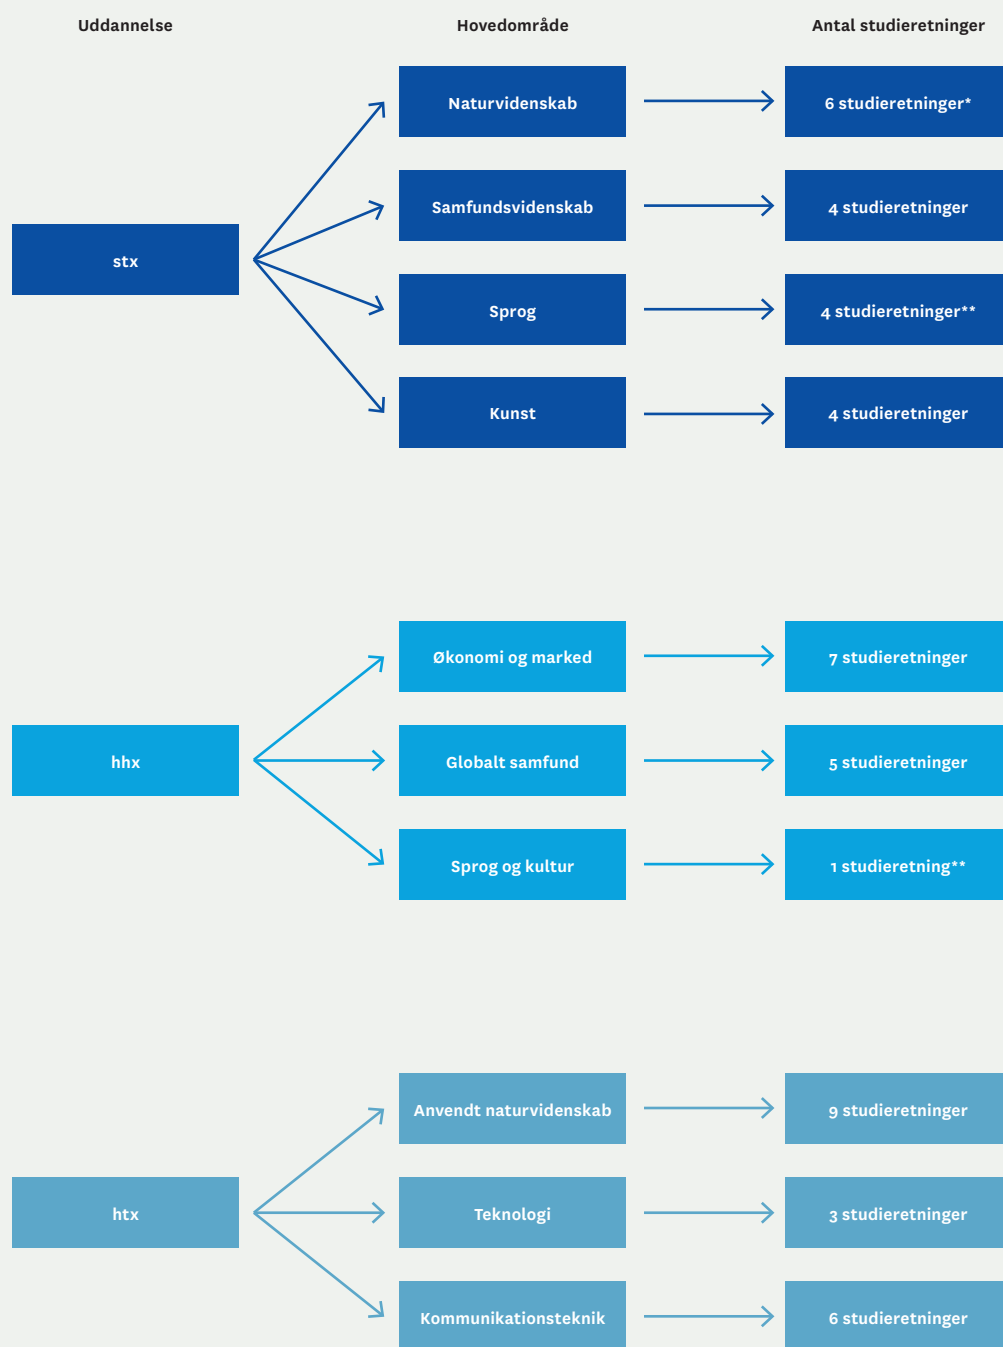 Uddannelse
Hovedområde
Antal studieretninger
stx
Naturvidenskab
6 studieretninger*
Samfundsvidenskab
4 studieretninger
Sprog
4 studieretninger**
Kunst
4 studieretninger
hhx
Økonomi og marked
7 studieretninger
Globalt samfund
5 studieretninger
Sprog og kultur
1 studieretning**
htx
Anvendt naturvidenskab
9 studieretninger
Teknologi
3 studieretninger
Kommunikationsteknik
6 studieretninger